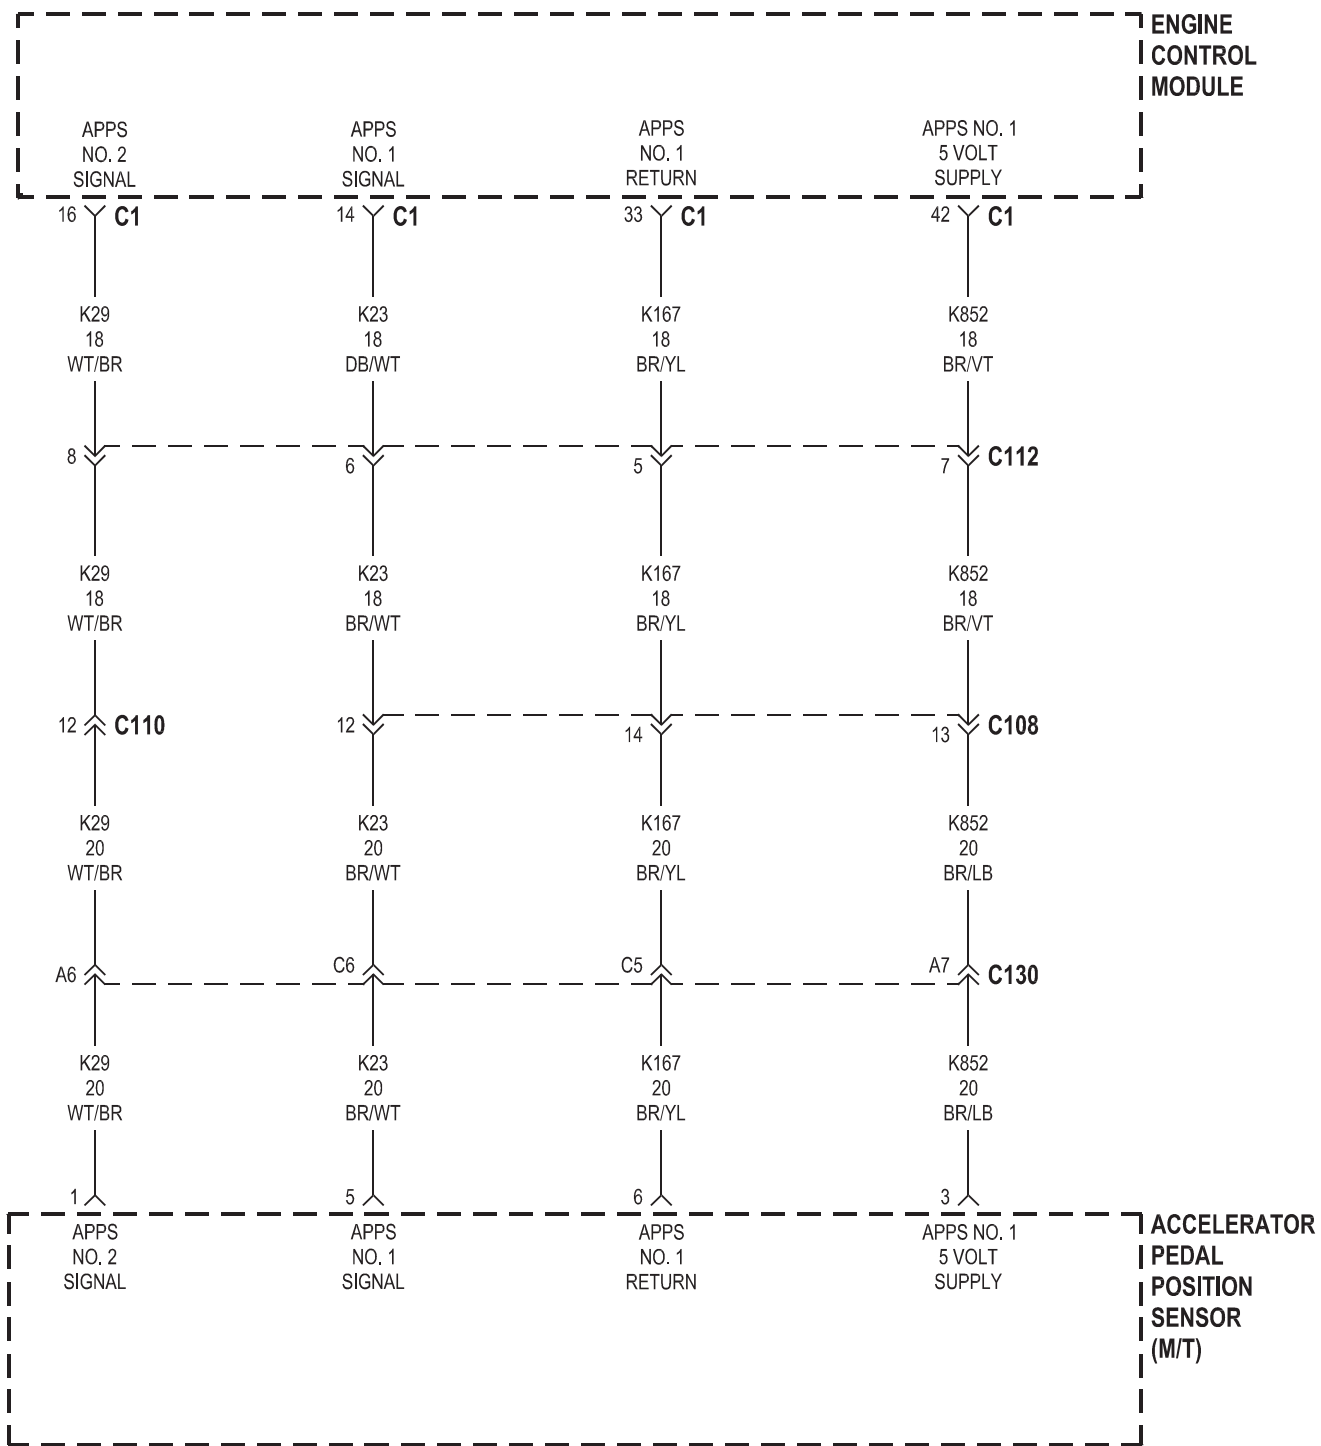 ENGINE
CONTROL
MODULE
APPS
NO. 2
SIGNAL
APPS
NO. 1
SIGNAL
APPS
NO. 1
RETURN
APPS NO. 1
5 VOLT
SUPPLY
16 C1
14 C1
33 C1
42 C1
K29
18
WT/BR
K23
18
DB/WT
K167
18
BR/YL
K852
18
BR/VT
8
6
5
7 C112
K29
18
WT/BR
K23
18
BR/WT
K167
18
BR/YL
K852
18
BR/VT
12 C110
12
14
13 C108
K29
20
WT/BR
K23
20
BR/WT
K167
20
BR/YL
K852
20
BR/LB
A6
C6
C5
A7 C130
K29
20
WT/BR
K23
20
BR/WT
K167
20
BR/YL
K852
20
BR/LB
1
5
6
3
APPS
NO. 2
SIGNAL
APPS
NO. 1
SIGNAL
APPS
NO. 1
RETURN
APPS NO. 1
5 VOLT
SUPPLY
ACCELERATOR
PEDAL
POSITION
SENSOR
(M/T)